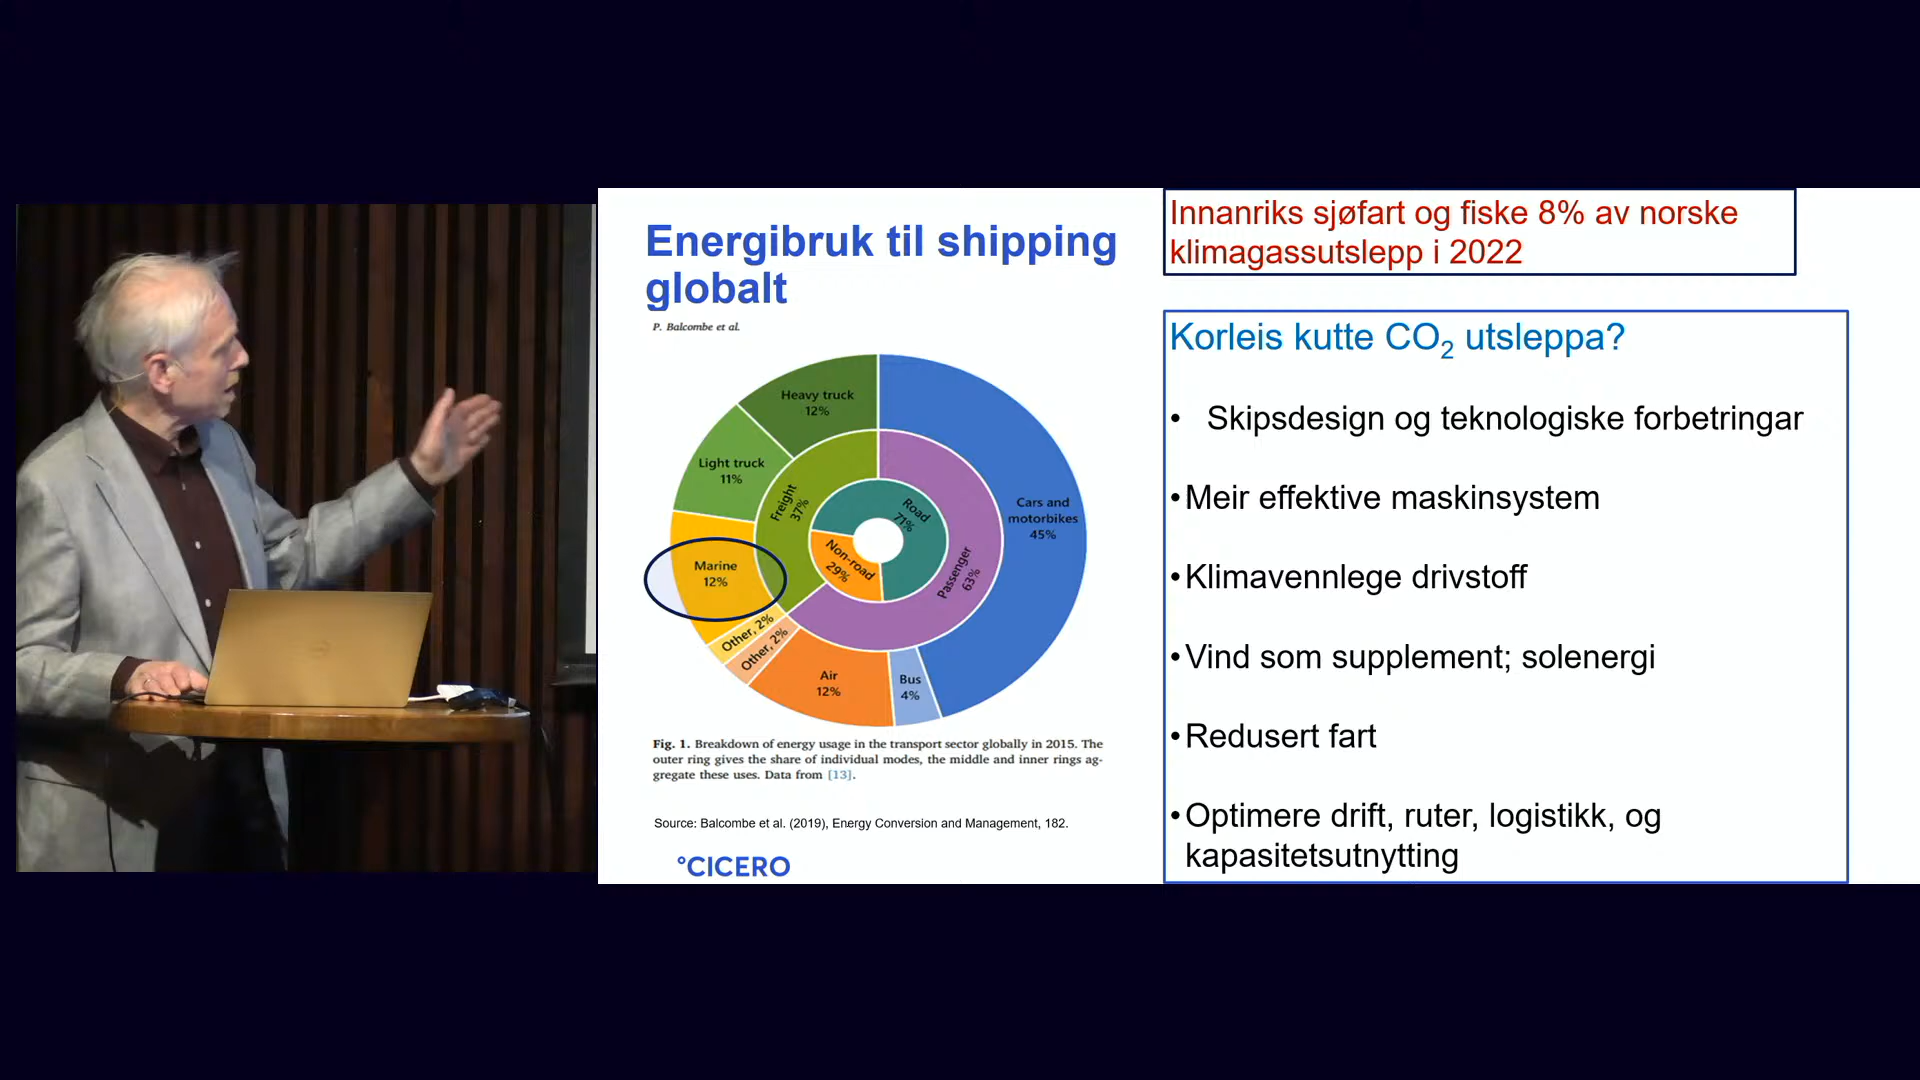 Energibruk til shipping
globalt
P. Balcombe et al.
Heavy truck
12%
Light truck
11%
Marine
12%
Other, 2%
Other, 2%
Air
12%
Bus
4%
Cars and
motorbikes
45%
Freight
37%
Passenger
63%
Road
71%
Non-road
29%
Fig. 1. Breakdown of energy usage in the transport sector globally in 2015. The
outer ring gives the share of individual modes, the middle and inner rings ag-
gregate these uses. Data from [13].
Source: Balcombe et al. (2019), Energy Conversion and Management, 182.
°CICERO
Innanriks sjøfart og fiske 8% av norske
klimagassutslepp i 2022
Korleis kutte CO₂ utsleppa?
• Skipsdesign og teknologiske forbetringar
• Meir effektive maskinsystem
• Klimavennlege drivstoff
• Vind som supplement; solenergi
• Redusert fart
• Optimere drift, ruter, logistikk, og
kapasitetsutnytting